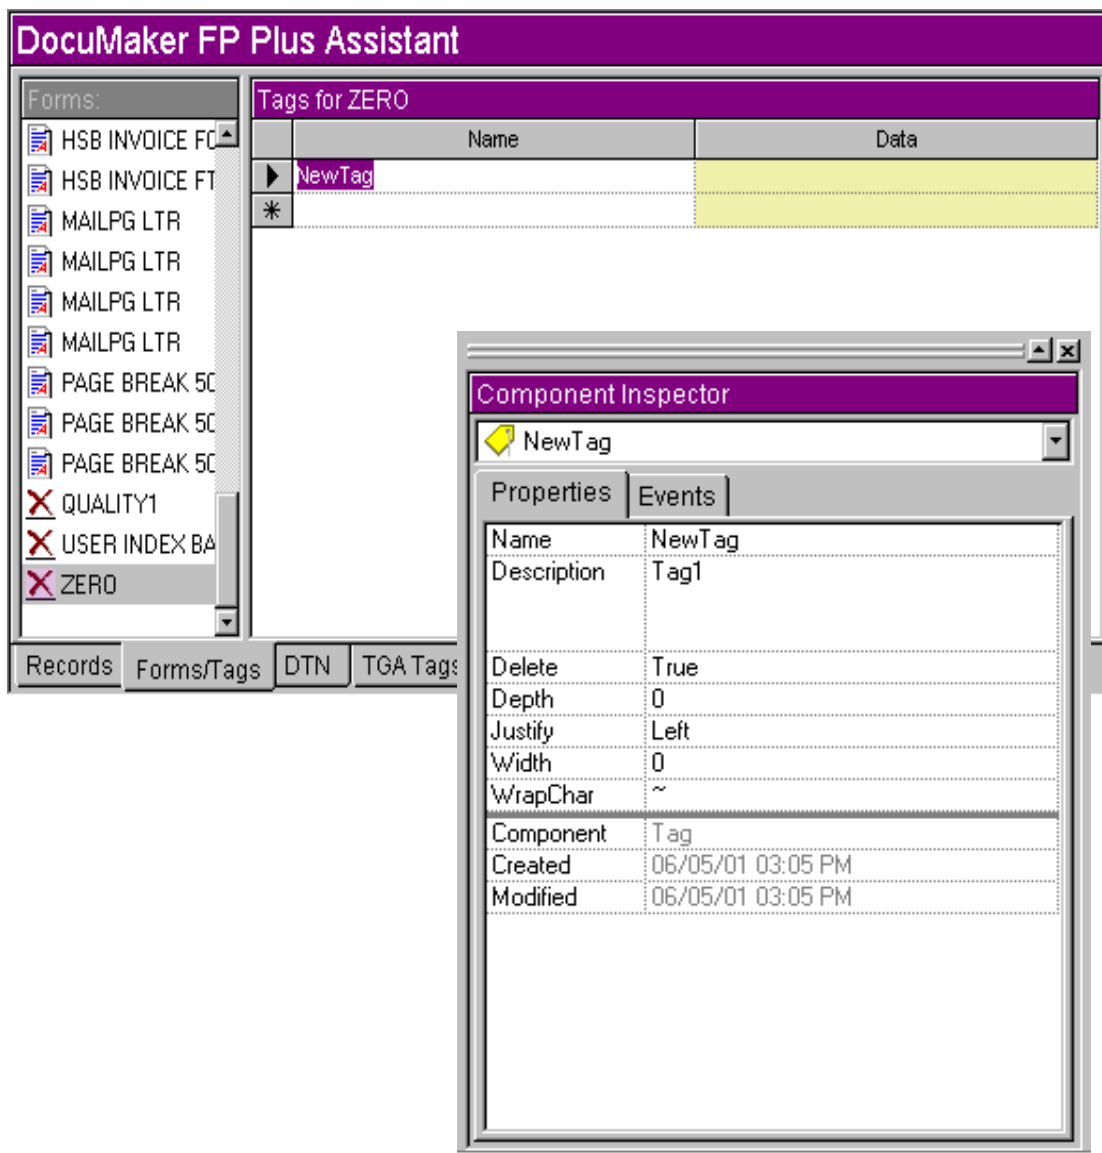 DocuMaker FP Plus Assistant
Forms:
HSB INVOICE FO
HSB INVOICE FT
MAILPG LTR
MAILPG LTR
MAILPG LTR
MAILPG LTR
PAGE BREAK 5C
PAGE BREAK 5C
PAGE BREAK 5C
QUALITY1
USER INDEX BA
ZERO
Tags for ZERO
Name Data
NewTag
Records Forms/Tags DTN TGA Tags
Component Inspector
NewTag
Properties Events
Name NewTag
Description Tag1
Delete True
Depth 0
Justify Left
Width 0
WrapChar ~
Component Tag
Created 06/05/01 03:05 PM
Modified 06/05/01 03:05 PM